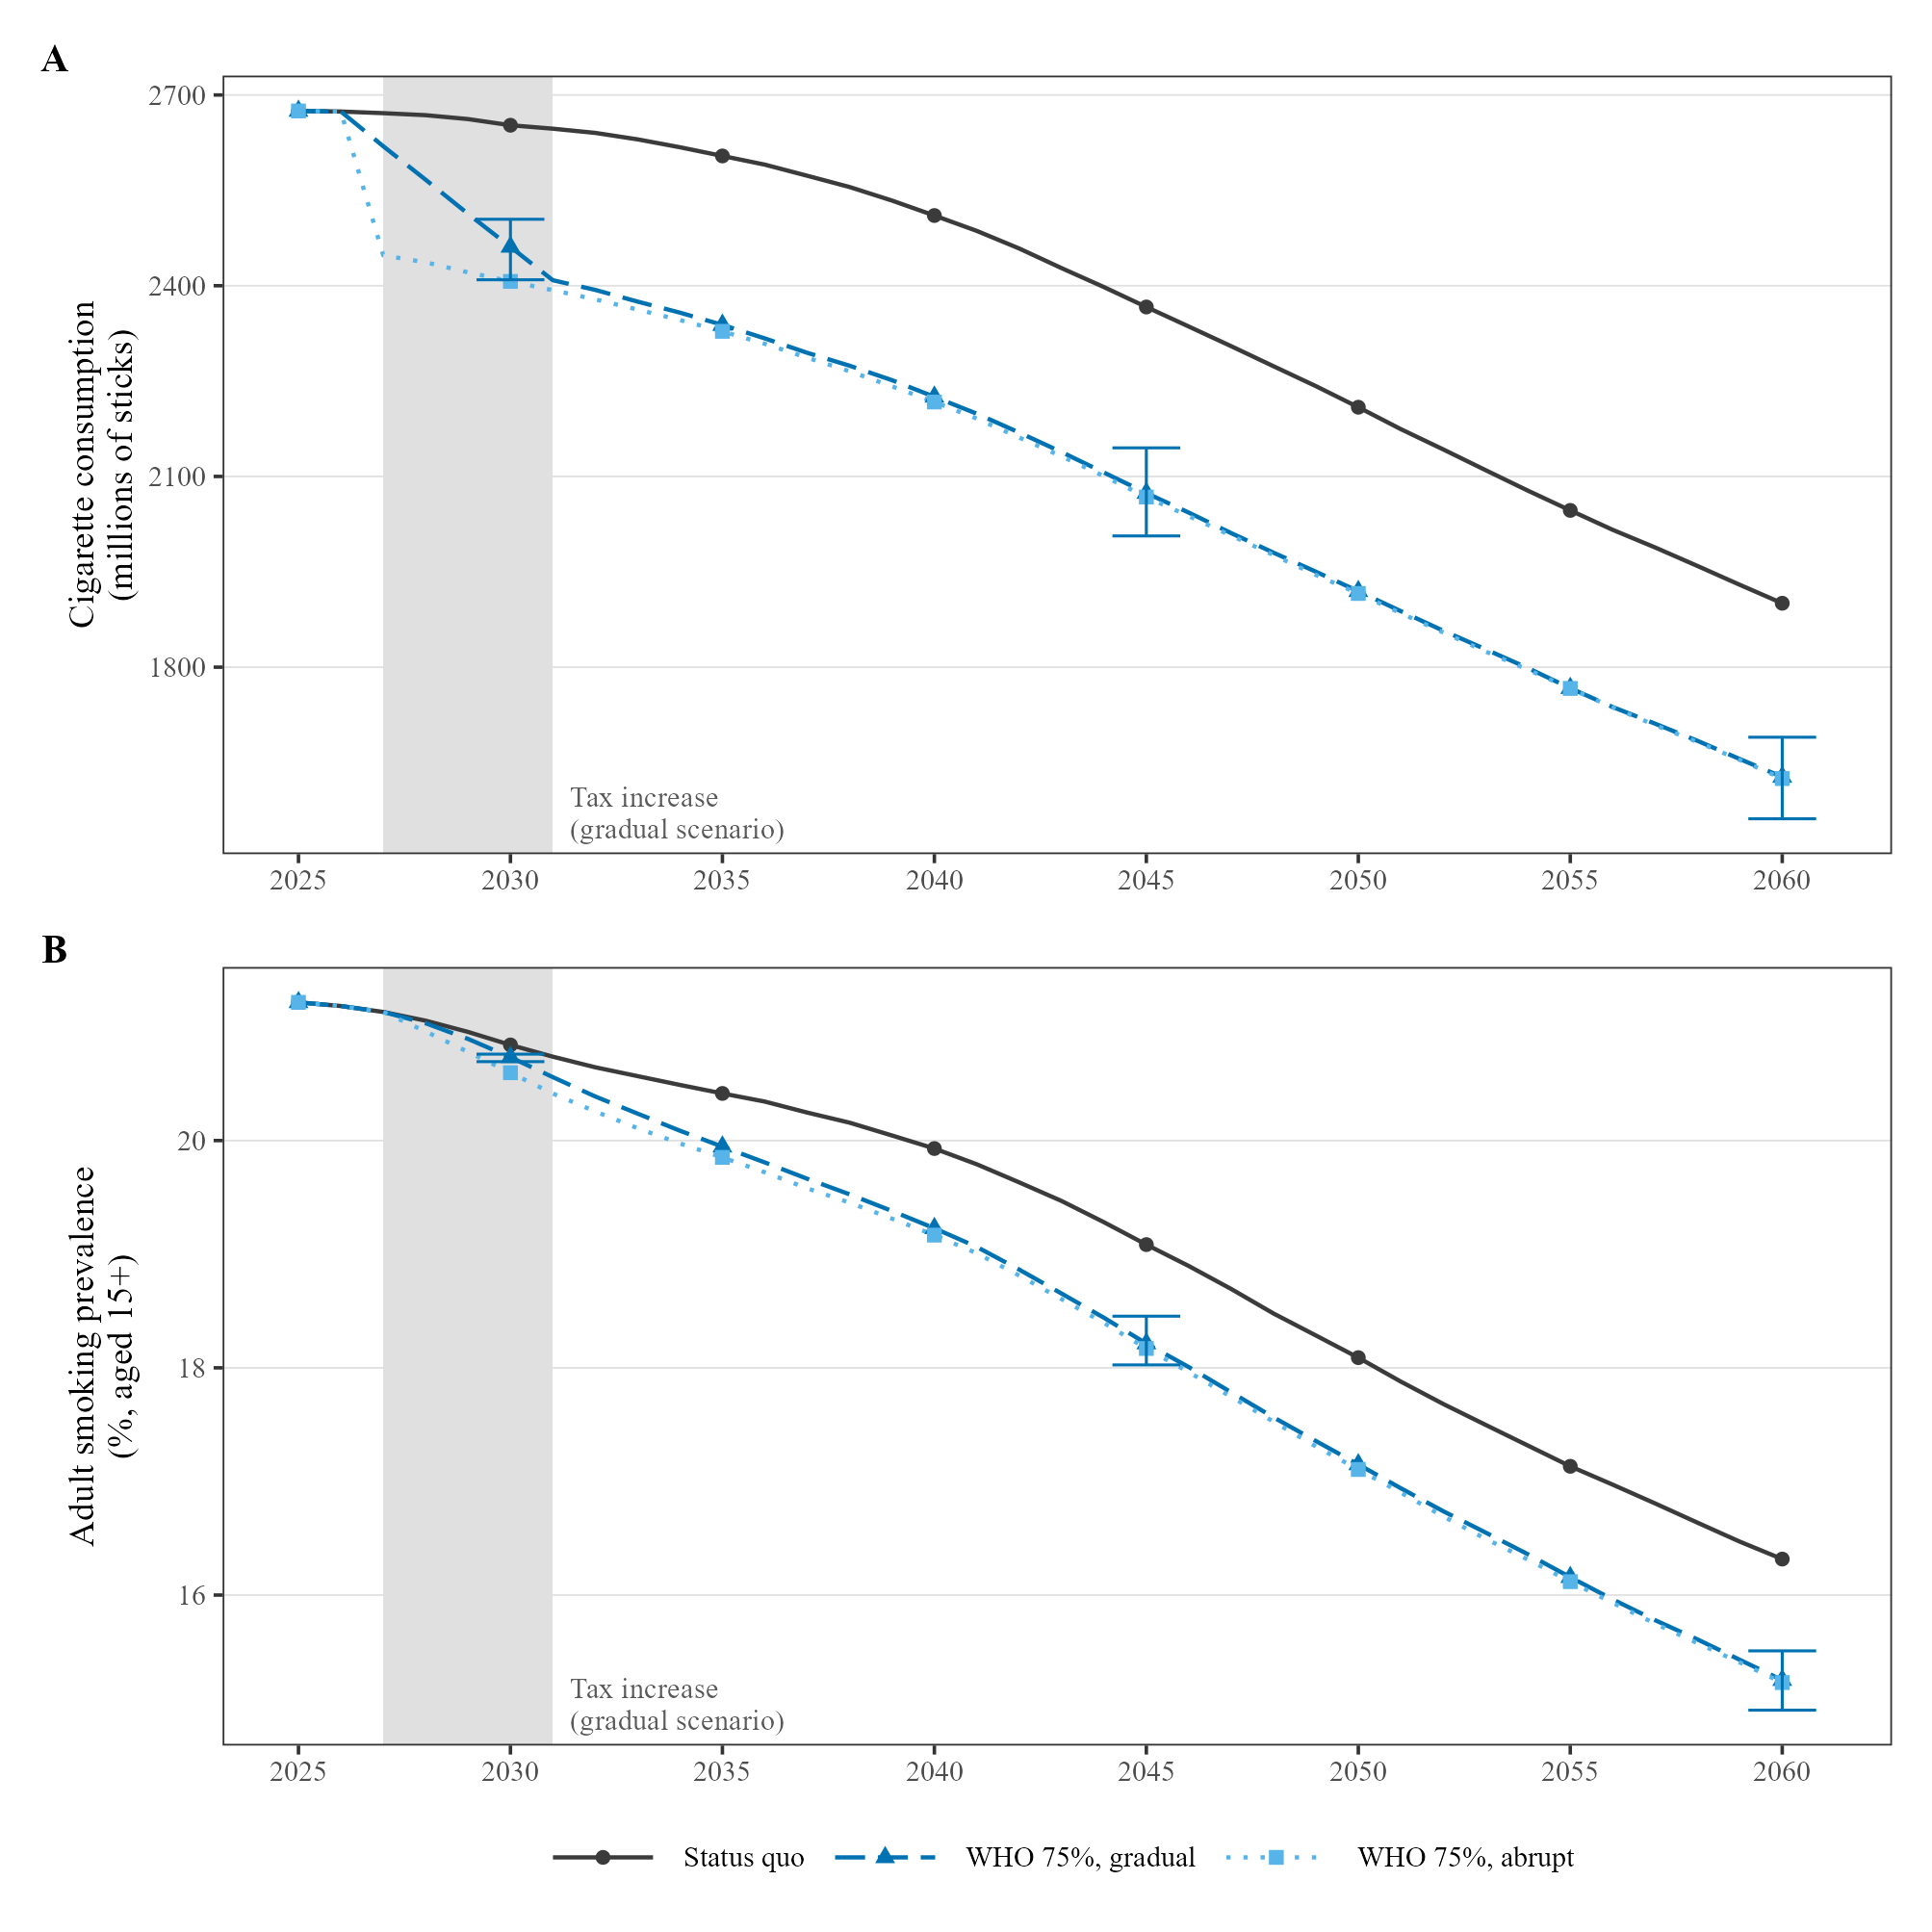 A
Cigarette consumption
(millions of sticks)
2700
2400
2100
1800
Tax increase
(gradual scenario)
2025 2030 2035 2040 2045 2050 2055 2060
B
Adult smoking prevalence
(%, aged 15+)
20
18
16
Tax increase
(gradual scenario)
2025 2030 2035 2040 2045 2050 2055 2060
Status quo WHO 75%, gradual WHO 75%, abrupt